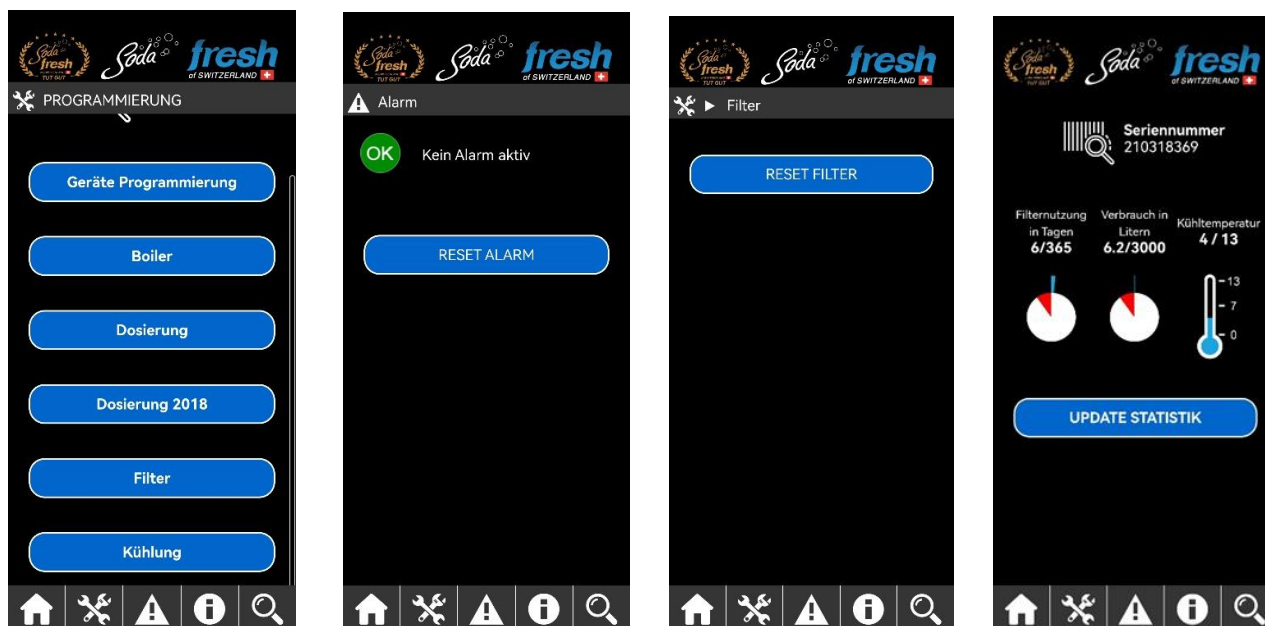 Soda
fresh
TUT GUT
Soda
fresh
of SWITZERLAND
PROGRAMMIERUNG
Geräte Programmierung
Boiler
Dosierung
Dosierung 2018
Filter
Kühlung
Soda
fresh
TUT GUT
Soda
fresh
of SWITZERLAND
Alarm
OK
Kein Alarm aktiv
RESET ALARM
Soda
fresh
TUT GUT
Soda
fresh
of SWITZERLAND
Filter
RESET FILTER
Soda
fresh
TUT GUT
Soda
fresh
of SWITZERLAND
Seriennummer
210318369
Filternutzung
in Tagen
6/365
Verbrauch in
Litern
6.2/3000
Kühltemperatur
4 / 13
13
7
0
UPDATE STATISTIK